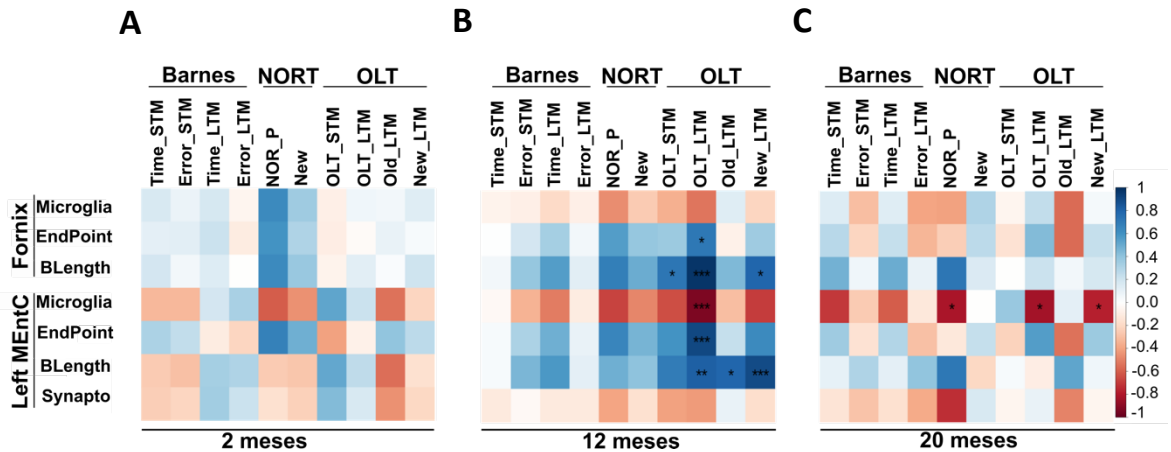 A
B
C
Barnes NORT OLT
Barnes NORT OLT
Barnes NORT OLT
Time_STM
Error_STM
Time_LTM
Error_LTM
NOR_P
New
OLT_STM
OLT_LTM
Old_LTM
New_LTM
Time_STM
Error_STM
Time_LTM
Error_LTM
NOR_P
New
OLT_STM
OLT_LTM
Old_LTM
New_LTM
Time_STM
Error_STM
Time_LTM
Error_LTM
NOR_P
New
OLT_STM
OLT_LTM
Old_LTM
New_LTM
Fornix
Microglia
EndPoint
BLength
Left MEntC
Microglia
EndPoint
BLength
Synapto
*
* *** *
***
***
** * ***
* * *
1
0.8
0.6
0.4
0.2
0.0
-0.2
-0.4
-0.6
-0.8
-1
2 meses
12 meses
20 meses